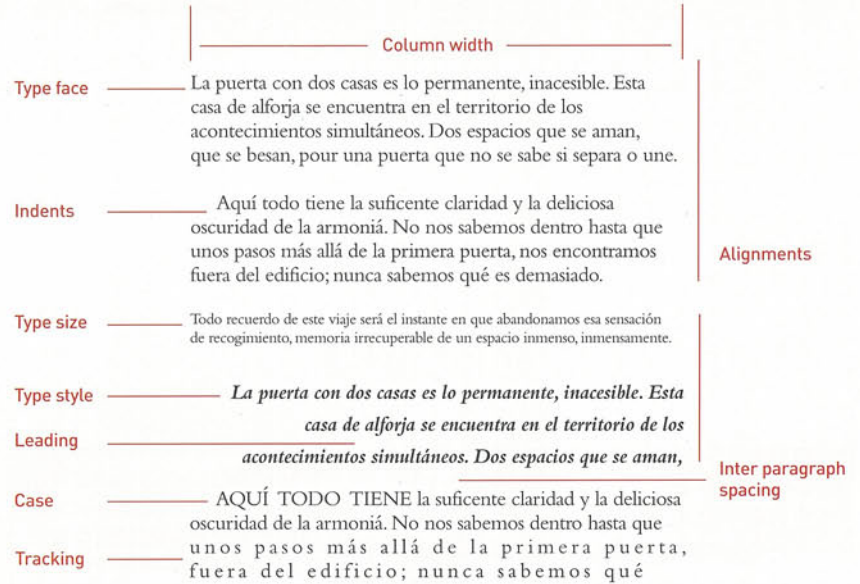 Column width
Type face
La puerta con dos casas es lo permanente, inacesible. Esta
casa de alforja se encuentra en el territorio de los
acontecimientos simultáneos. Dos espacios que se aman,
que se besan, pour una puerta que no se sabe si separa o une.
Indents
Aquí todo tiene la suficente claridad y la deliciosa
oscuridad de la armoniá. No nos sabemos dentro hasta que
unos pasos más allá de la primera puerta, nos encontramos
fuera del edificio; nunca sabemos qué es demasiado.
Alignments
Type size
Todo recuerdo de este viaje será el instante en que abandonamos esa sensación
de recogimiento, memoria irrecuperable de un espacio inmenso, inmensamente.
Type style
La puerta con dos casas es lo permanente, inacesible. Esta
casa de alforja se encuentra en el territorio de los
Leading
acontecimientos simultáneos. Dos espacios que se aman,
Inter paragraph
spacing
Case
AQUÍ TODO TIENE la suficente claridad y la deliciosa
oscuridad de la armoniá. No nos sabemos dentro hasta que
Tracking
unos pasos más allá de la primera puerta,
fuera del edificio; nunca sabemos qué